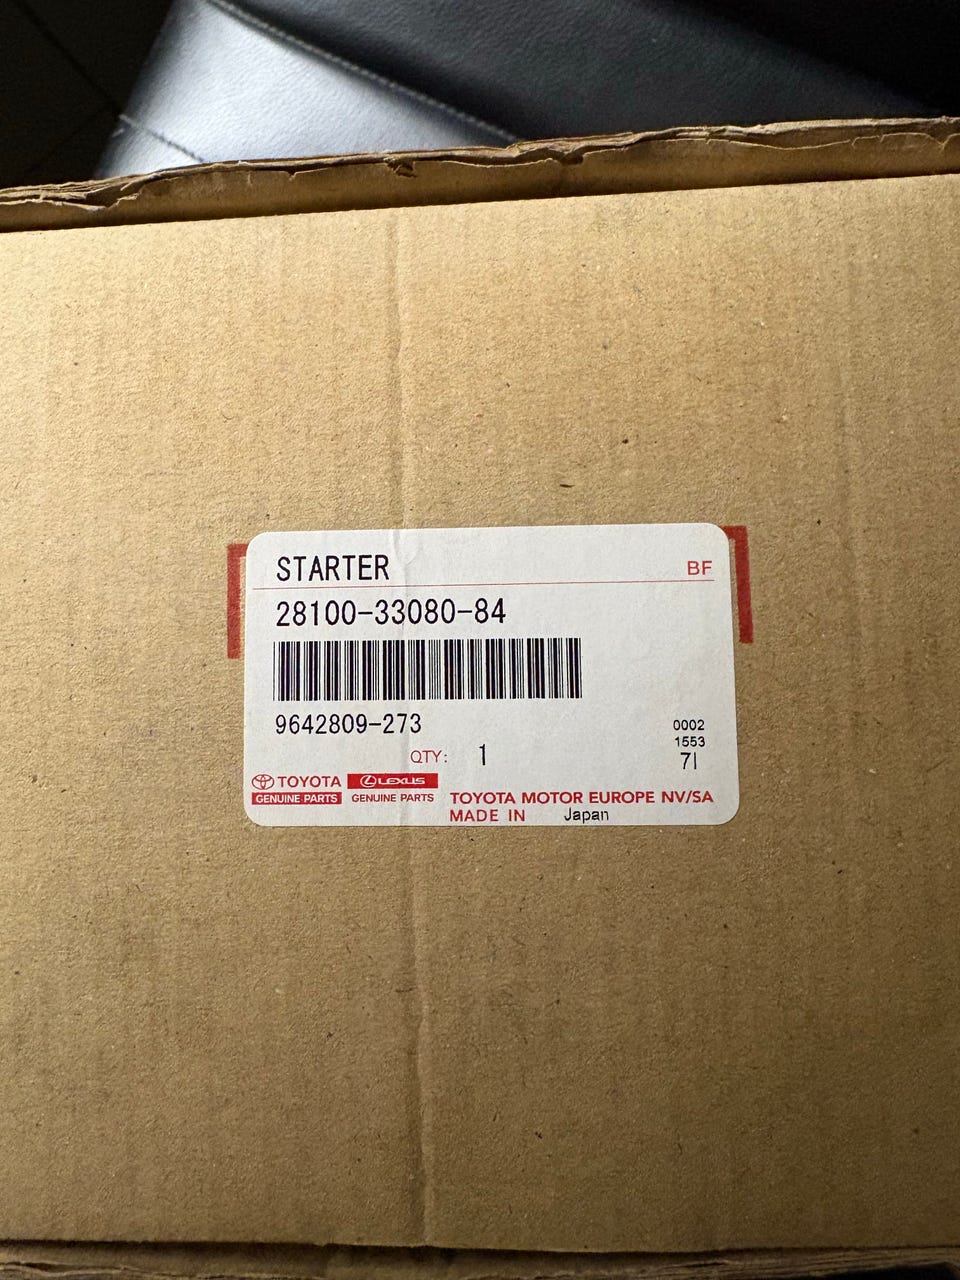 STARTER BF
28100-33080-84
9642809-273
0002
QTY: 1
1553
71
TOYOTA LEXUS
GENUINE PARTS GENUINE PARTS
TOYOTA MOTOR EUROPE NV/SA
MADE IN Japan